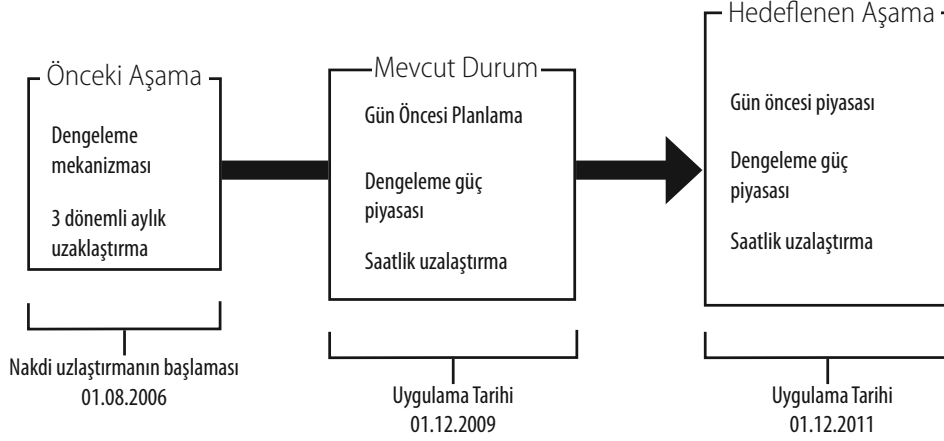 Önceki Aşama
Dengeleme
mekanizması
3 dönemli aylık
uzaklaştırma
Nakdi uzlaştırmanın başlaması
01.08.2006
Mevcut Durum
Gün Öncesi Planlama
Dengeleme güç
piyasası
Saatlik uzalaştırma
Uygulama Tarihi
01.12.2009
Hedeflenen Aşama
Gün öncesi piyasası
Dengeleme güç
piyasası
Saatlik uzalaştırma
Uygulama Tarihi
01.12.2011